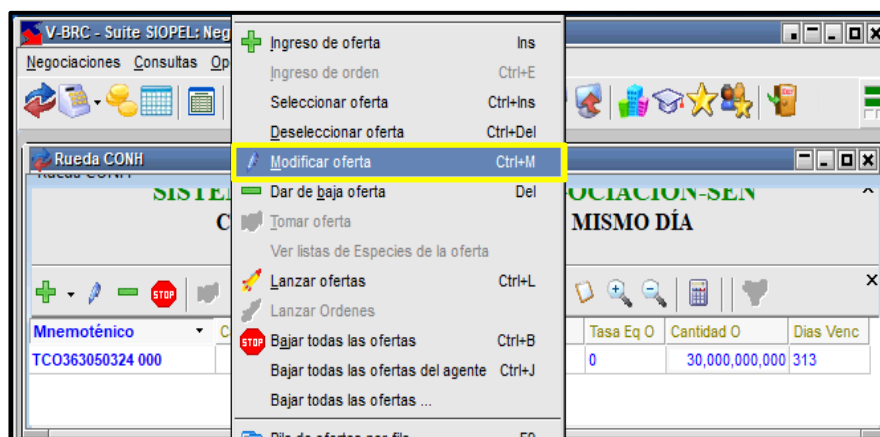 V-BRC - Suite SIOPEL: Neg
Negociaciones Consultas Op
Rueda CONH
SISTE
OCIACION-SEN
C
MISMO DÍA
Ingreso de oferta Ins
Ingreso de orden Ctrl+E
Seleccionar oferta Ctrl+Ins
Deseleccionar oferta Ctrl+Del
Modificar oferta Ctrl+M
Dar de baja oferta Del
Tomar oferta
Ver listas de Especies de la oferta
Lanzar ofertas Ctrl+L
Lanzar Ordenes
Bajar todas las ofertas Ctrl+B
Bajar todas las ofertas del agente Ctrl+J
Bajar todas las ofertas ...
STOP
STOP
Mnemotécnico C Tasa Eq O Cantidad O Dias Venc
TCO363050324 000 0 30,000,000,000 313